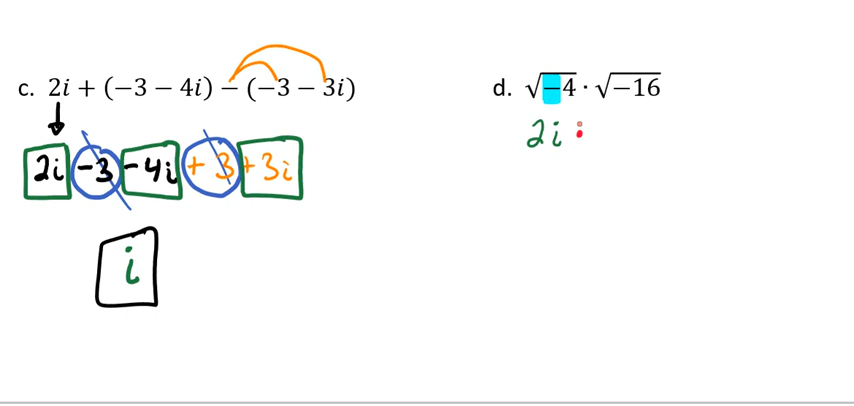 c. 2i + (−3 − 4i) − (−3 − 3i)
2i −3 −4i + 3 +3i
i
d. √−4 · √−16
2i ·